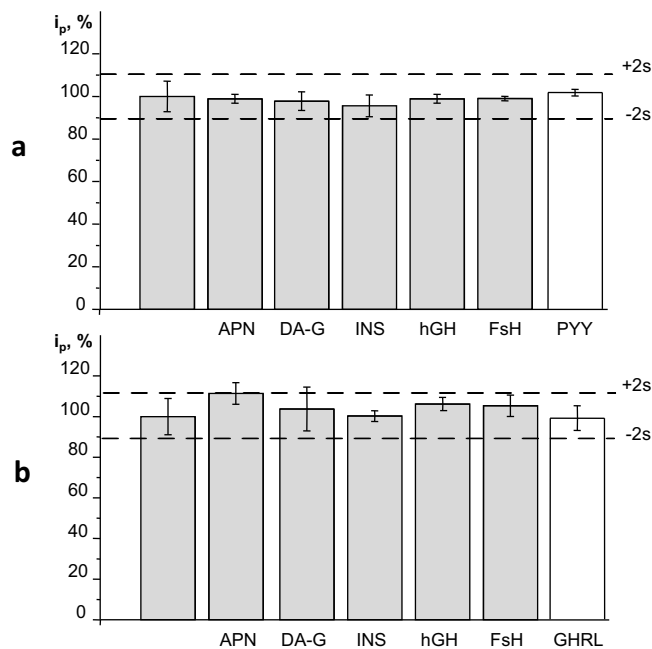 i_p, %
120
+2s
100
-2s
a
80
60
40
20
0
APN DA-G INS hGH FsH PYY
i_p, %
120
+2s
100
-2s
b
80
60
40
20
0
APN DA-G INS hGH FsH GHRL